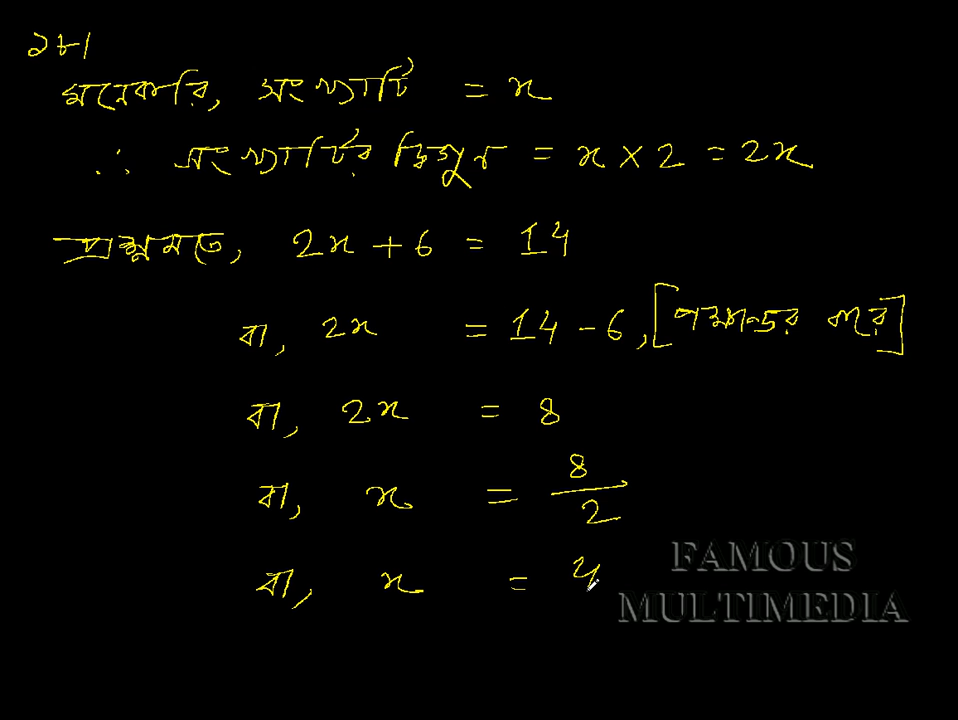 ১৮।
মনেকরি, সংখ্যাটি = x
∴ সংখ্যাটির দ্বিগুন = x × 2 = 2x
প্রশ্নমতে, 2x + 6 = 14
বা, 2x = 14 - 6, [পক্ষান্তর করে]
বা, 2x = 8
বা, x = 8/2
বা, x = 4
FAMOUS
MULTIMEDIA